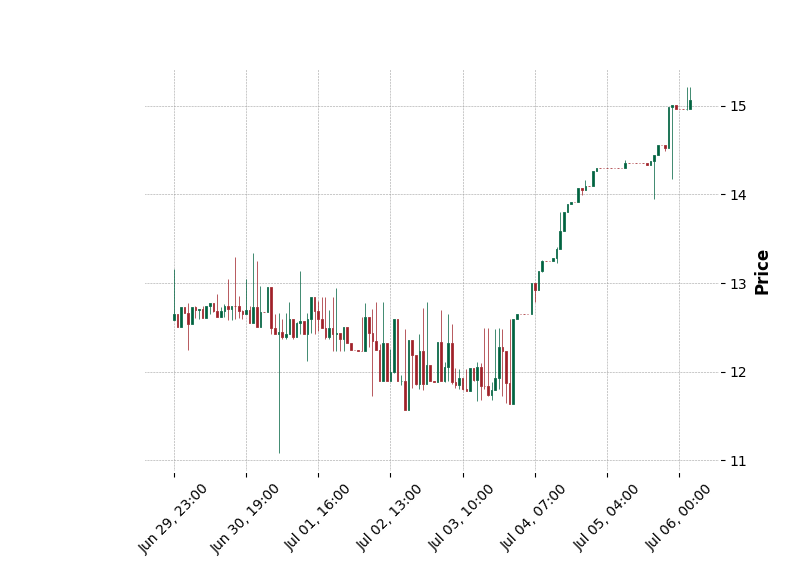 15
14
13
12
11
Price
Jun 29, 23:00
Jun 30, 19:00
Jul 01, 16:00
Jul 02, 13:00
Jul 03, 10:00
Jul 04, 07:00
Jul 05, 04:00
Jul 06, 00:00